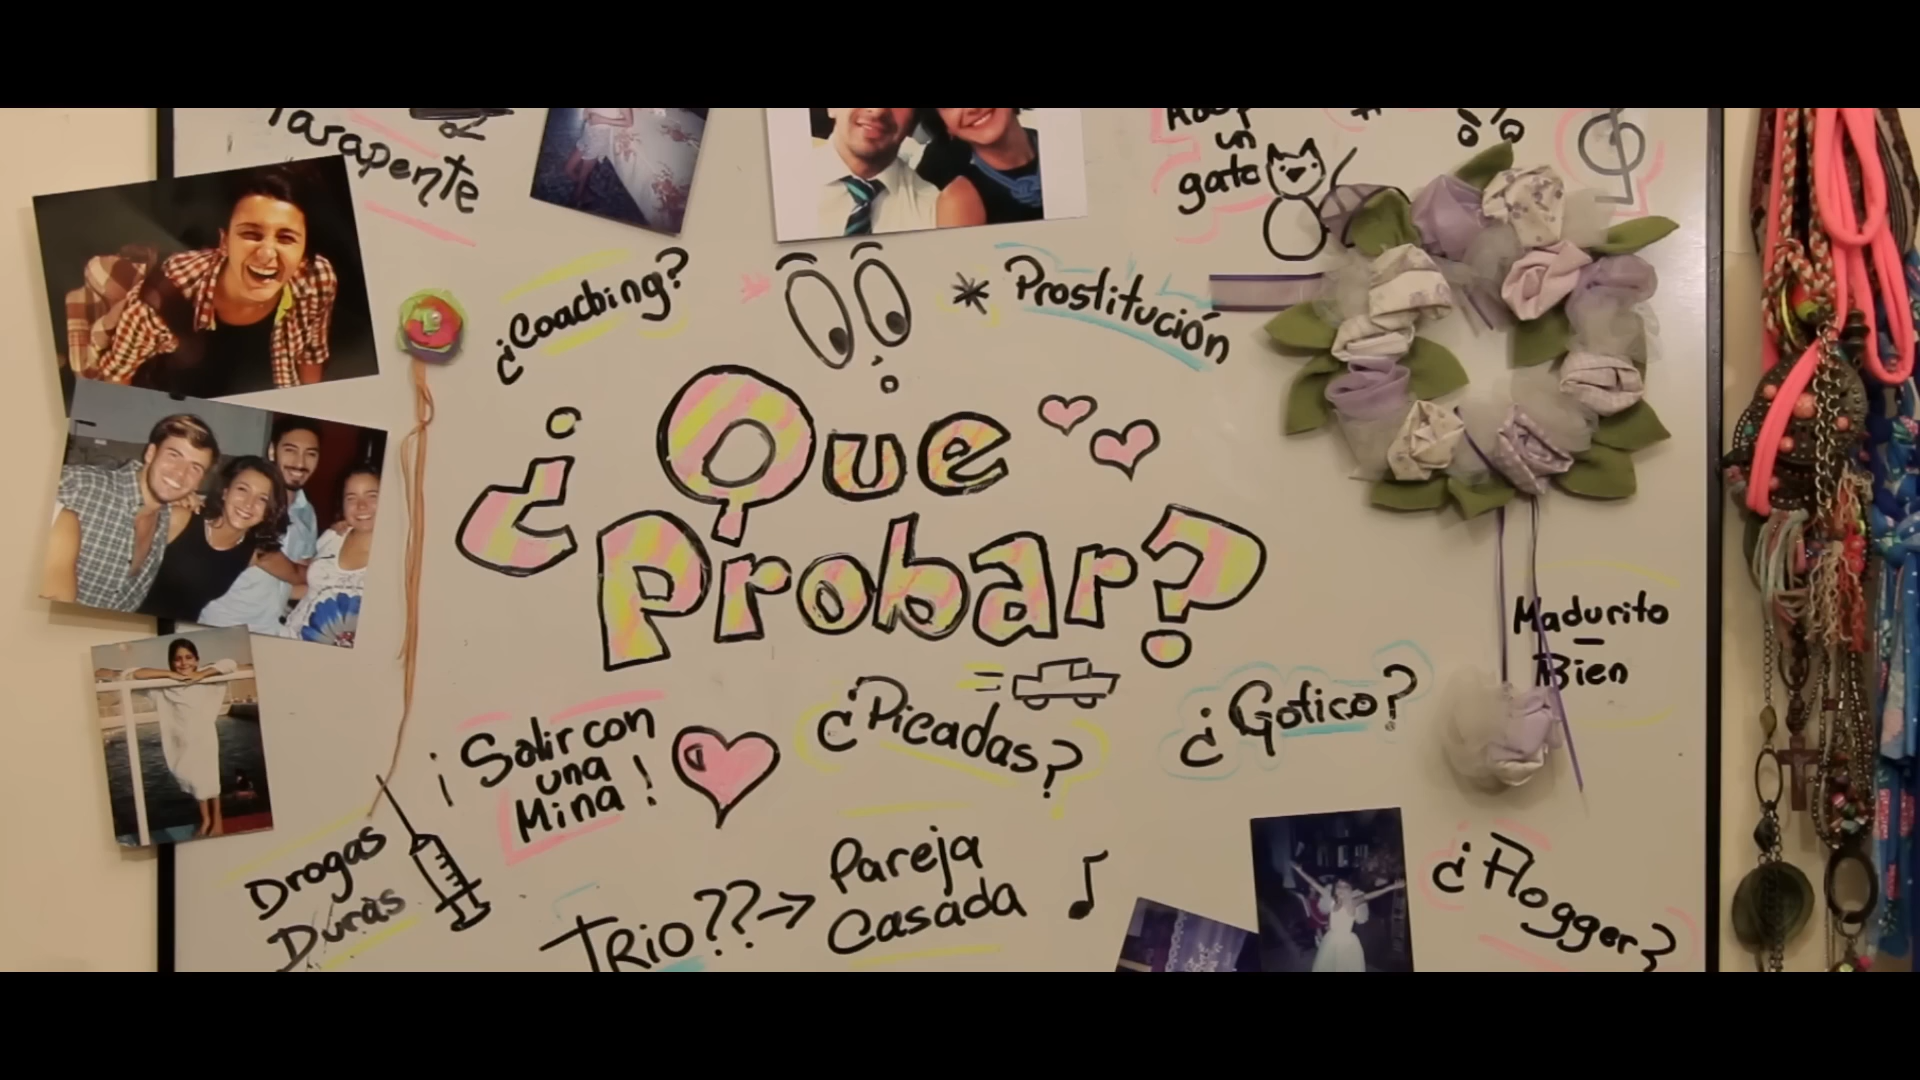 Parapente
un
gato
¿Coaching?
* Prostitución
¿Que
Probar?
Madurito
-
Bien
¡Salir con
una
Mina!
¿Picadas?
¿Gotico?
Drogas
Duras
TRIO?? → Pareja
Casada
¿Flogger?